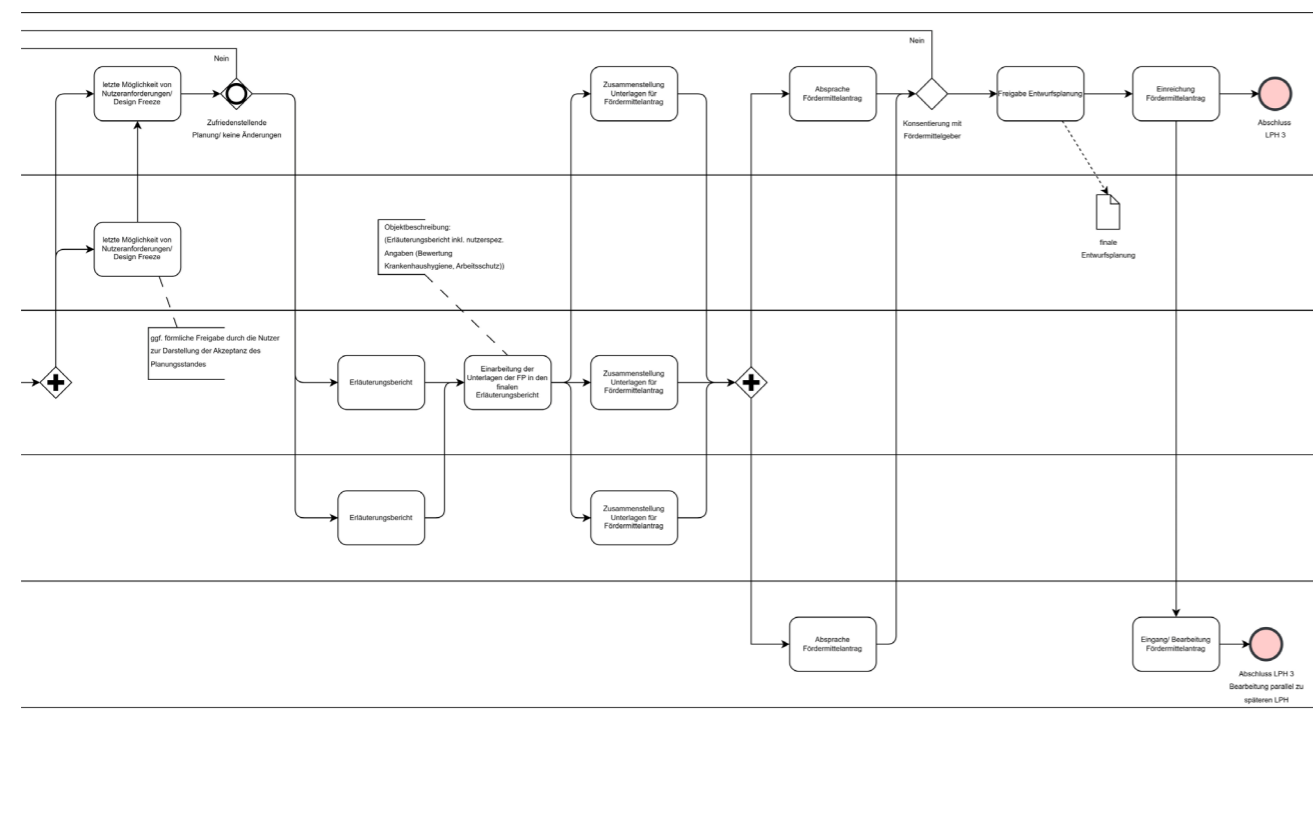 Nein
letzte Möglichkeit von
Nutzeranforderungen/
Design Freeze
Zufriedenstellende
Planung/ keine Änderungen
Zusammenstellung
Unterlagen für
Fördermittelantrag
Absprache
Fördermittelantrag
Nein
Konsentierung mit
Fördermittelgeber
Freigabe Entwurfsplanung
Einreichung
Fördermittelantrag
Abschluss
LPH 3
letzte Möglichkeit von
Nutzeranforderungen/
Design Freeze
Objektbeschreibung:
(Erläuterungsbericht inkl. nutzerspez.
Angaben (Bewertung
Krankenhaushygiene, Arbeitsschutz))
finale
Entwurfsplanung
ggf. förmliche Freigabe durch die Nutzer
zur Darstellung der Akzeptanz des
Planungsstandes
Erläuterungsbericht
Einarbeitung der
Unterlagen der FP in den
finalen
Erläuterungsbericht
Zusammenstellung
Unterlagen für
Fördermittelantrag
Erläuterungsbericht
Zusammenstellung
Unterlagen für
Fördermittelantrag
Absprache
Fördermittelantrag
Eingang/ Bearbeitung
Fördermittelantrag
Abschluss LPH 3
Bearbeitung parallel zu
späteren LPH